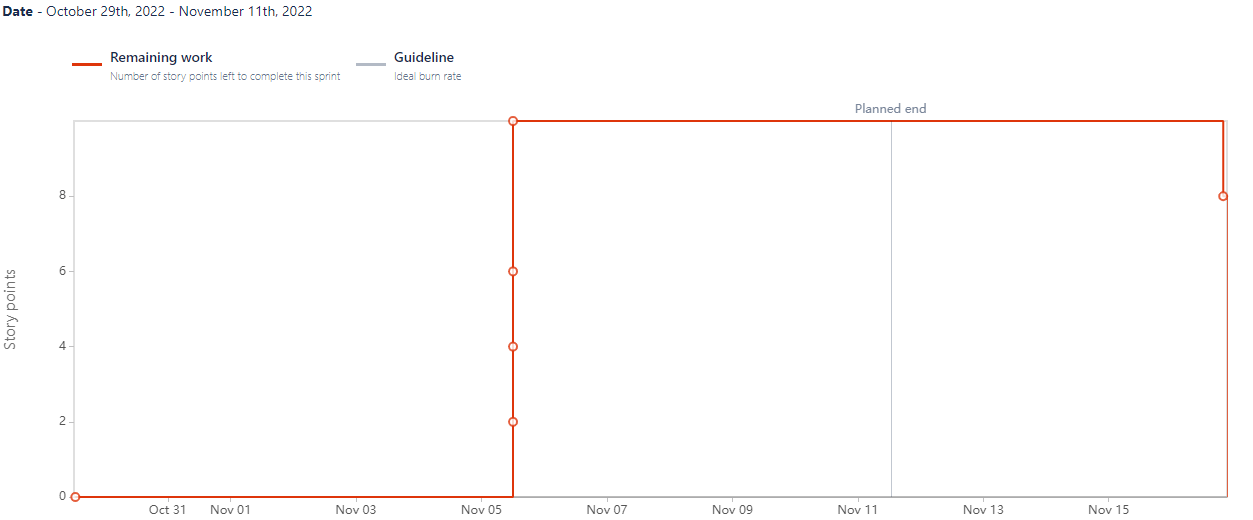 Date - October 29th, 2022 - November 11th, 2022
Remaining work
Number of story points left to complete this sprint
Guideline
Ideal burn rate
Planned end
Story points
8
6
4
2
0
Oct 31 Nov 01 Nov 03 Nov 05 Nov 07 Nov 09 Nov 11 Nov 13 Nov 15